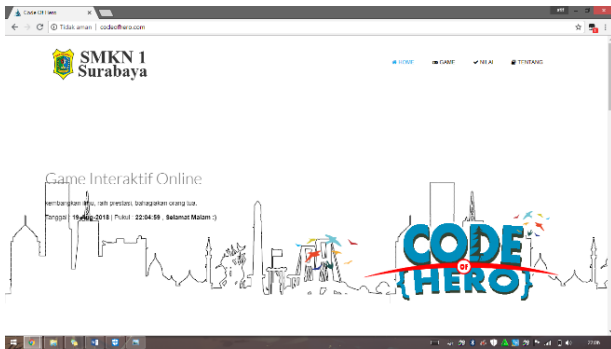 Code Of Hero
Tidak aman | codeofhero.com
SMKN 1
Surabaya
HOME GAME NILAI TENTANG
Game Interaktif Online
kembangkan ilmu, raih prestasi, bahagiakan orang tua.
Tanggal : 19-Aug-2018 | Pukul : 22:04:59 , Selamat Malam :)
CODE
OF
{HERO}